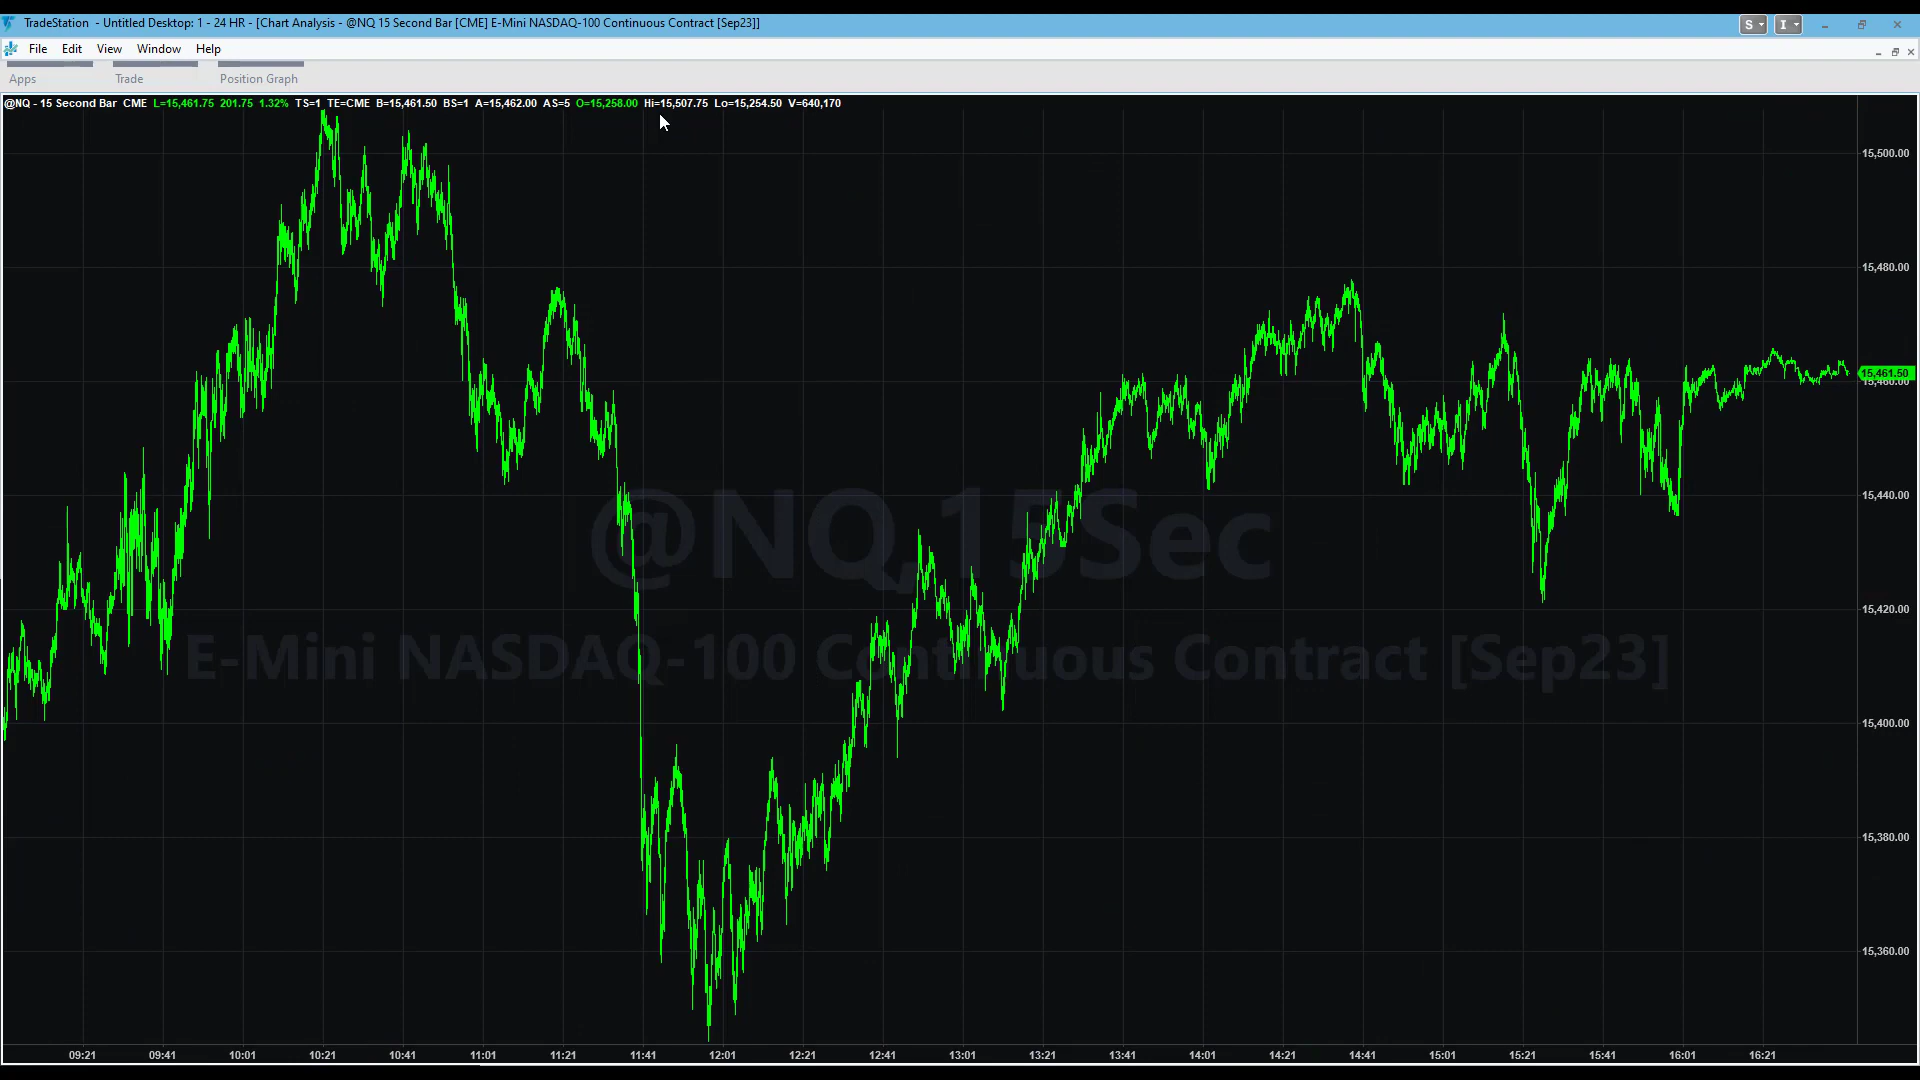 TradeStation - Untitled Desktop: 1 - 24 HR - [Chart Analysis - @NQ 15 Second Bar [CME] E-Mini NASDAQ-100 Continuous Contract [Sep23]]
S I
File Edit View Window Help
Apps Trade Position Graph
@NQ - 15 Second Bar CME L=15,461.75 201.75 1.32% TS=1 TE=CME B=15,461.50 BS=1 A=15,462.00 AS=5 O=15,258.00 Hi=15,507.75 Lo=15,254.50 V=640,170
15,500.00
15,480.00
15,461.50
15,460.00
15,440.00
@NQ,15Sec
15,420.00
E-Mini NASDAQ-100 Continuous Contract [Sep23]
15,400.00
15,380.00
15,360.00
09:21 09:41 10:01 10:21 10:41 11:01 11:21 11:41 12:01 12:21 12:41 13:01 13:21 13:41 14:01 14:21 14:41 15:01 15:21 15:41 16:01 16:21